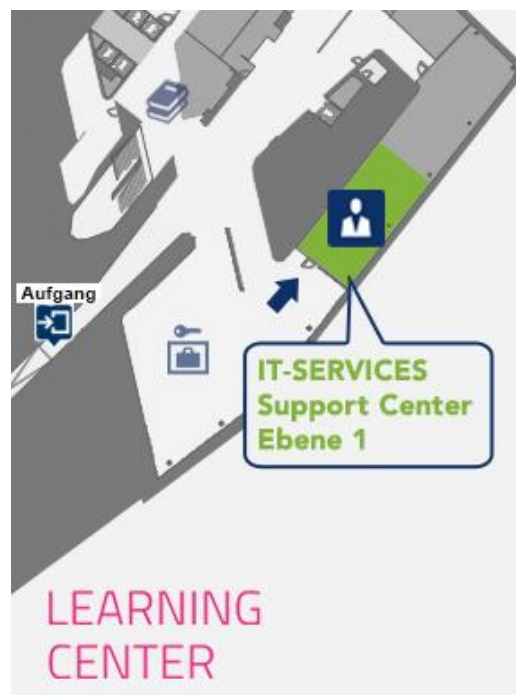 Aufgang
IT-SERVICES
Support Center
Ebene 1
LEARNING
CENTER